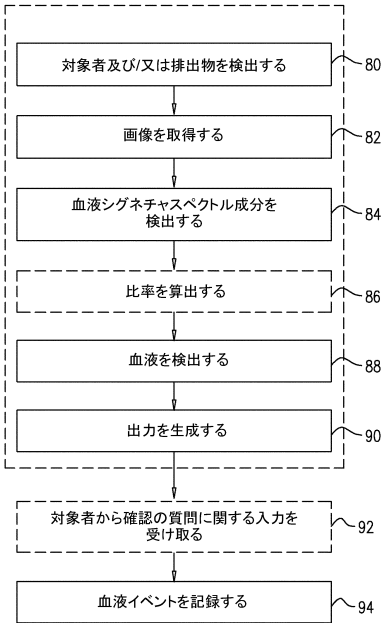 対象者及び/又は排出物を検出する
80
画像を取得する
82
血液シグネチャスペクトル成分を
検出する
84
比率を算出する
86
血液を検出する
88
出力を生成する
90
対象者から確認の質問に関する入力を
受け取る
92
血液イベントを記録する
94